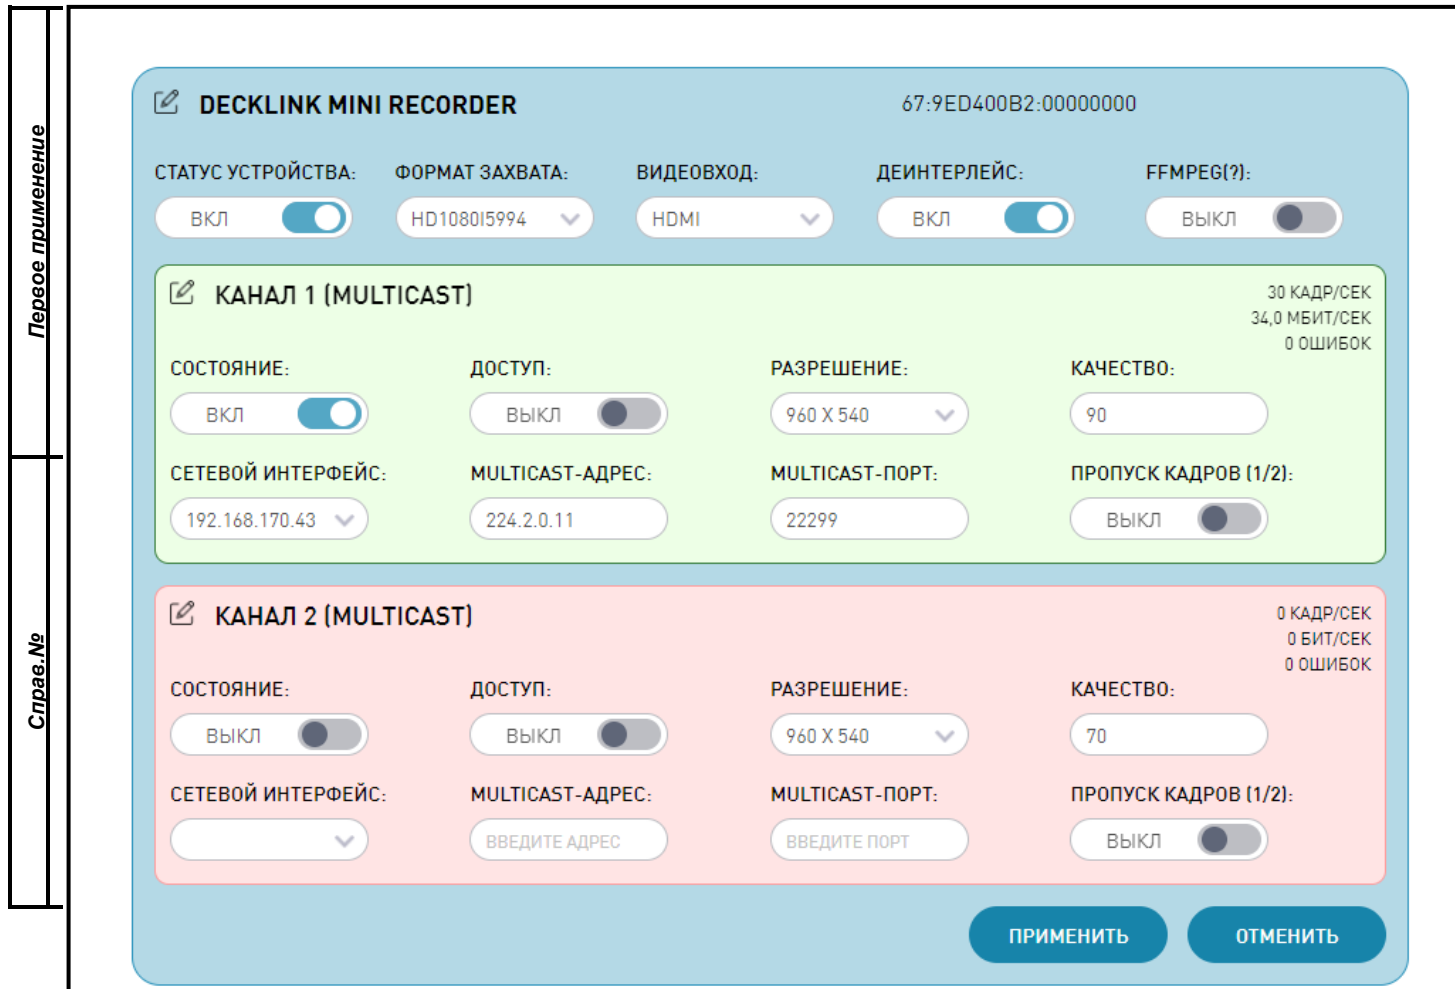 Первое применение
Справ.№
DECKLINK MINI RECORDER 67:9ED400B2:00000000
СТАТУС УСТРОЙСТВА: ФОРМАТ ЗАХВАТА: ВИДЕОВХОД: ДЕИНТЕРЛЕЙС: FFMPEG(?):
ВКЛ HD1080I5994 HDMI ВКЛ ВЫКЛ
КАНАЛ 1 (MULTICAST)
30 КАДР/СЕК
34,0 МБИТ/СЕК
0 ОШИБОК
СОСТОЯНИЕ: ДОСТУП: РАЗРЕШЕНИЕ: КАЧЕСТВО:
ВКЛ ВЫКЛ 960 X 540 90
СЕТЕВОЙ ИНТЕРФЕЙС: MULTICAST-АДРЕС: MULTICAST-ПОРТ: ПРОПУСК КАДРОВ (1/2):
192.168.170.43 224.2.0.11 22299 ВЫКЛ
КАНАЛ 2 (MULTICAST)
0 КАДР/СЕК
0 БИТ/СЕК
0 ОШИБОК
СОСТОЯНИЕ: ДОСТУП: РАЗРЕШЕНИЕ: КАЧЕСТВО:
ВЫКЛ ВЫКЛ 960 X 540 70
СЕТЕВОЙ ИНТЕРФЕЙС: MULTICAST-АДРЕС: MULTICAST-ПОРТ: ПРОПУСК КАДРОВ (1/2):
ВВЕДИТЕ АДРЕС ВВЕДИТЕ ПОРТ ВЫКЛ
ПРИМЕНИТЬ ОТМЕНИТЬ